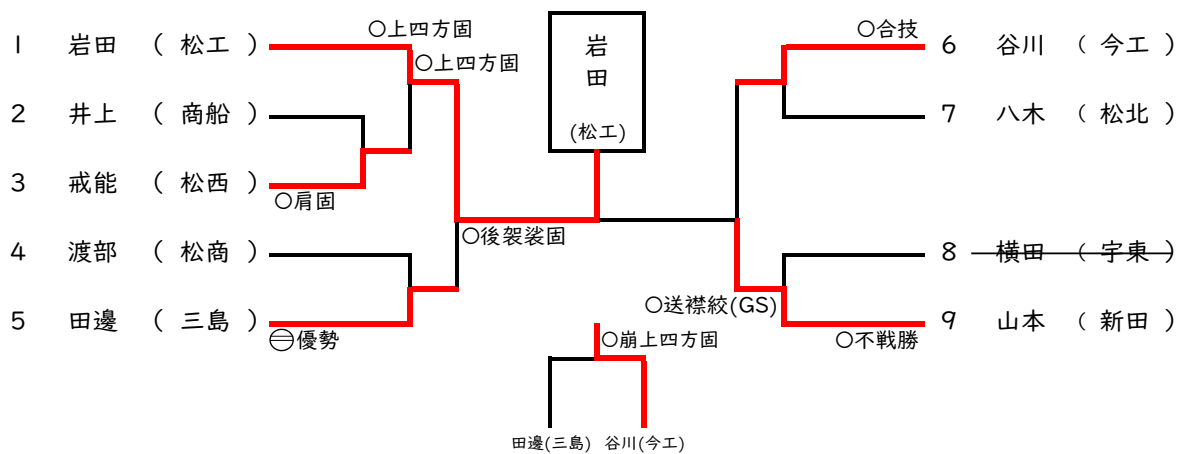 1 岩田 ( 松工 )
○上四方固
○上四方固
2 井上 ( 商船 )
3 戒能 ( 松西 )
○肩固
4 渡部 ( 松商 )
○後袈裟固
5 田邊 ( 三島 )
㊀優勢
岩田
(松工)
○合技
6 谷川 ( 今工 )
7 八木 ( 松北 )
8 横田 ( 宇東 )
○送襟絞(GS)
9 山本 ( 新田 )
○不戦勝
○崩上四方固
田邊(三島) 谷川(今工)